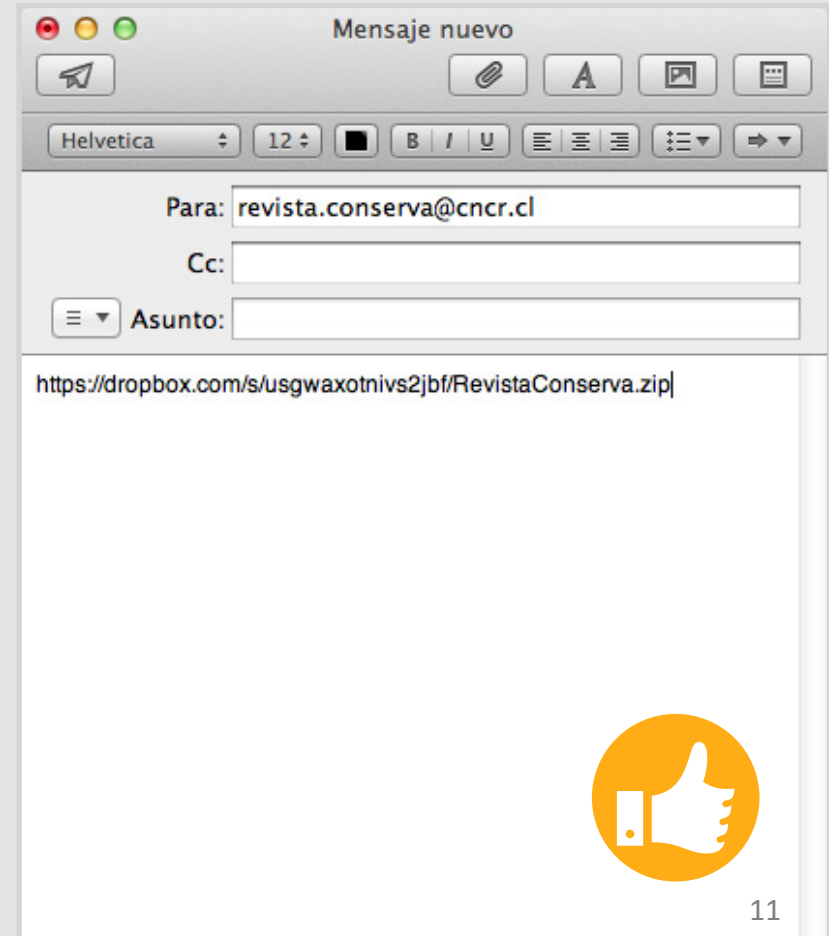 Mensaje nuevo
Helvetica 12 B I U
Para: revista.conserva@cncr.cl
Cc:
Asunto:
https://dropbox.com/s/usgwaxotnivs2jbf/RevistaConserva.zip
11